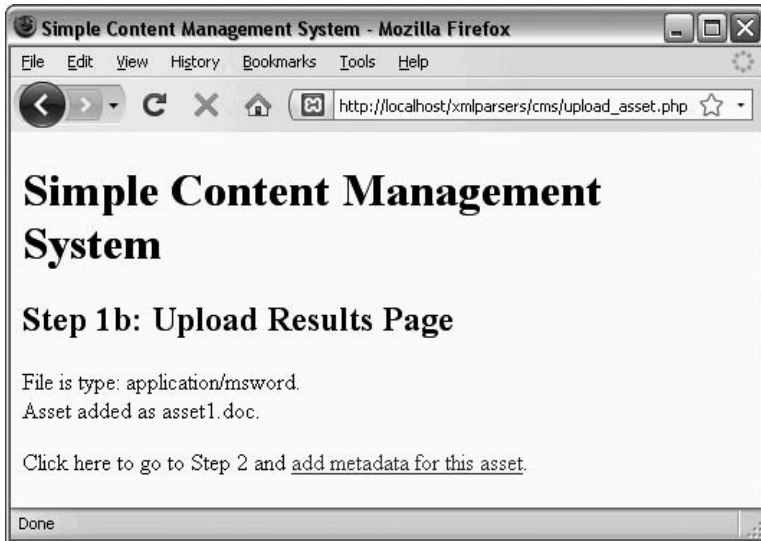 Simple Content Management System - Mozilla Firefox
File Edit View History Bookmarks Tools Help
http://localhost/xmlparsers/cms/upload_asset.php
Simple Content Management
System
Step 1b: Upload Results Page
File is type: application/msword.
Asset added as asset1.doc.
Click here to go to Step 2 and add metadata for this asset.
Done